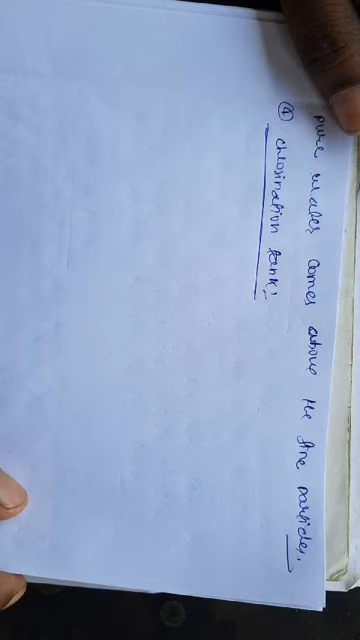 pure water comes above the fine particles.
④ chlorination tank: